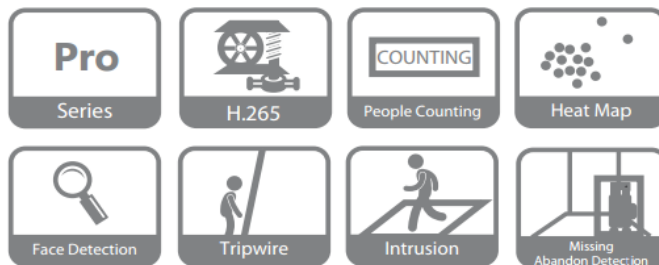 Pro
Series
H.265
COUNTING
People Counting
Heat Map
Face Detection
Tripwire
Intrusion
Missing
Abandon Detection